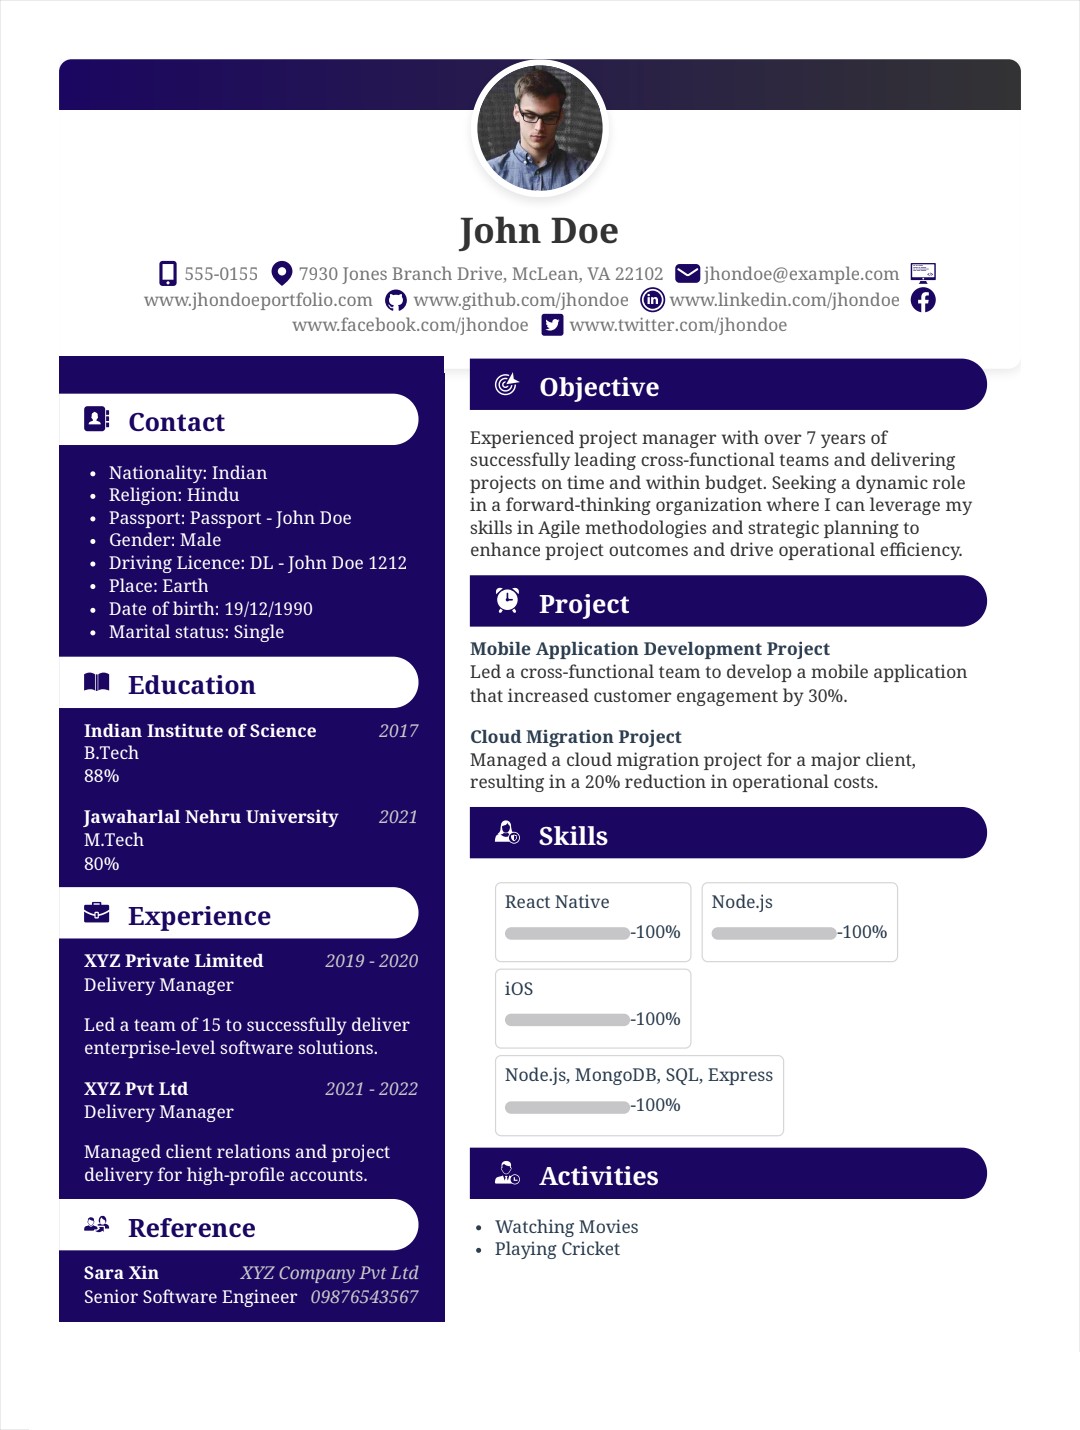 John Doe
555-0155 7930 Jones Branch Drive, McLean, VA 22102 jhondoe@example.com
www.jhondoeportfolio.com www.github.com/jhondoe www.linkedin.com/jhondoe
www.facebook.com/jhondoe www.twitter.com/jhondoe
Contact
• Nationality: Indian
• Religion: Hindu
• Passport: Passport - John Doe
• Gender: Male
• Driving Licence: DL - John Doe 1212
• Place: Earth
• Date of birth: 19/12/1990
• Marital status: Single
Education
Indian Institute of Science 2017
B.Tech
88%
Jawaharlal Nehru University 2021
M.Tech
80%
Experience
XYZ Private Limited 2019 - 2020
Delivery Manager
Led a team of 15 to successfully deliver
enterprise-level software solutions.
XYZ Pvt Ltd 2021 - 2022
Delivery Manager
Managed client relations and project
delivery for high-profile accounts.
Reference
Sara Xin XYZ Company Pvt Ltd
Senior Software Engineer 09876543567
Objective
Experienced project manager with over 7 years of
successfully leading cross-functional teams and delivering
projects on time and within budget. Seeking a dynamic role
in a forward-thinking organization where I can leverage my
skills in Agile methodologies and strategic planning to
enhance project outcomes and drive operational efficiency.
Project
Mobile Application Development Project
Led a cross-functional team to develop a mobile application
that increased customer engagement by 30%.
Cloud Migration Project
Managed a cloud migration project for a major client,
resulting in a 20% reduction in operational costs.
Skills
React Native
-100%
Node.js
-100%
iOS
-100%
Node.js, MongoDB, SQL, Express
-100%
Activities
• Watching Movies
• Playing Cricket